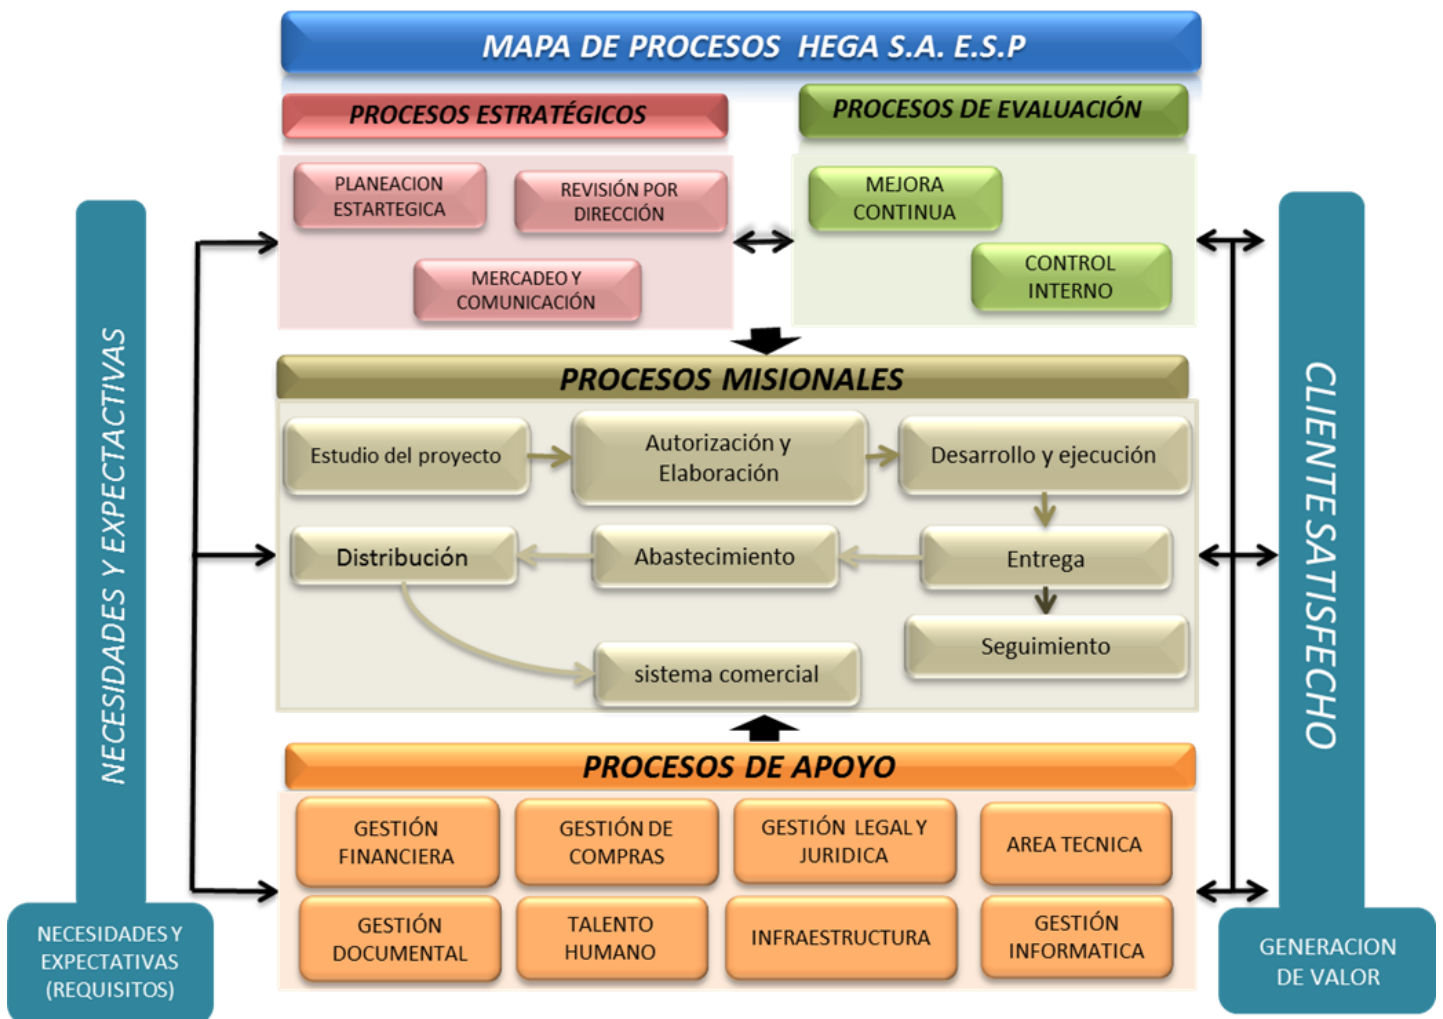 MAPA DE PROCESOS HEGA S.A. E.S.P
PROCESOS ESTRATÉGICOS
PLANEACION
ESTARTEGICA
REVISIÓN POR
DIRECCIÓN
MERCADEO Y
COMUNICACIÓN
PROCESOS DE EVALUACIÓN
MEJORA
CONTINUA
CONTROL
INTERNO
NECESIDADES Y EXPECTACTIVAS
NECESIDADES Y
EXPECTATIVAS
(REQUISITOS)
PROCESOS MISIONALES
Estudio del proyecto
Autorización y
Elaboración
Desarrollo y ejecución
Distribución
Abastecimiento
Entrega
Seguimiento
sistema comercial
PROCESOS DE APOYO
GESTIÓN
FINANCIERA
GESTIÓN DE
COMPRAS
GESTIÓN LEGAL Y
JURIDICA
AREA TECNICA
GESTIÓN
DOCUMENTAL
TALENTO
HUMANO
INFRAESTRUCTURA
GESTIÓN
INFORMATICA
CLIENTE SATISFECHO
GENERACION
DE VALOR